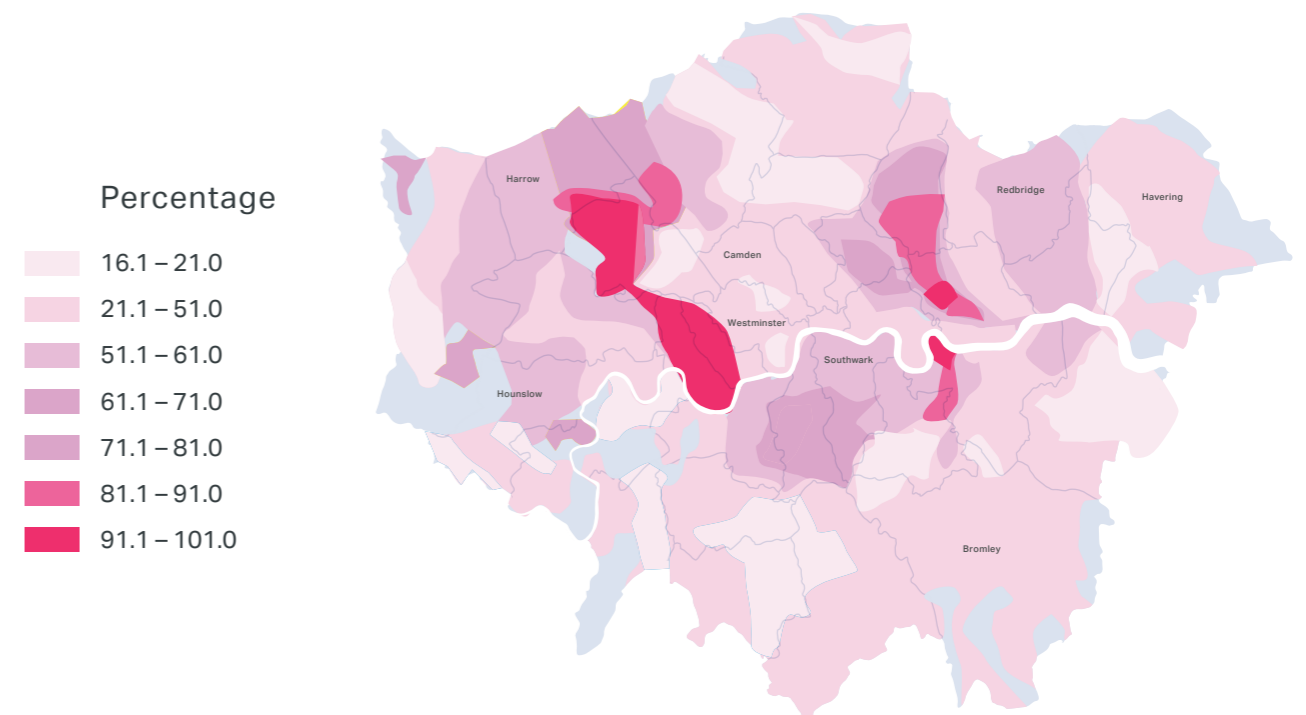 Percentage
16.1 – 21.0
21.1 – 51.0
51.1 – 61.0
61.1 – 71.0
71.1 – 81.0
81.1 – 91.0
91.1 – 101.0
Harrow
Redbridge
Havering
Camden
Westminster
Southwark
Hounslow
Bromley